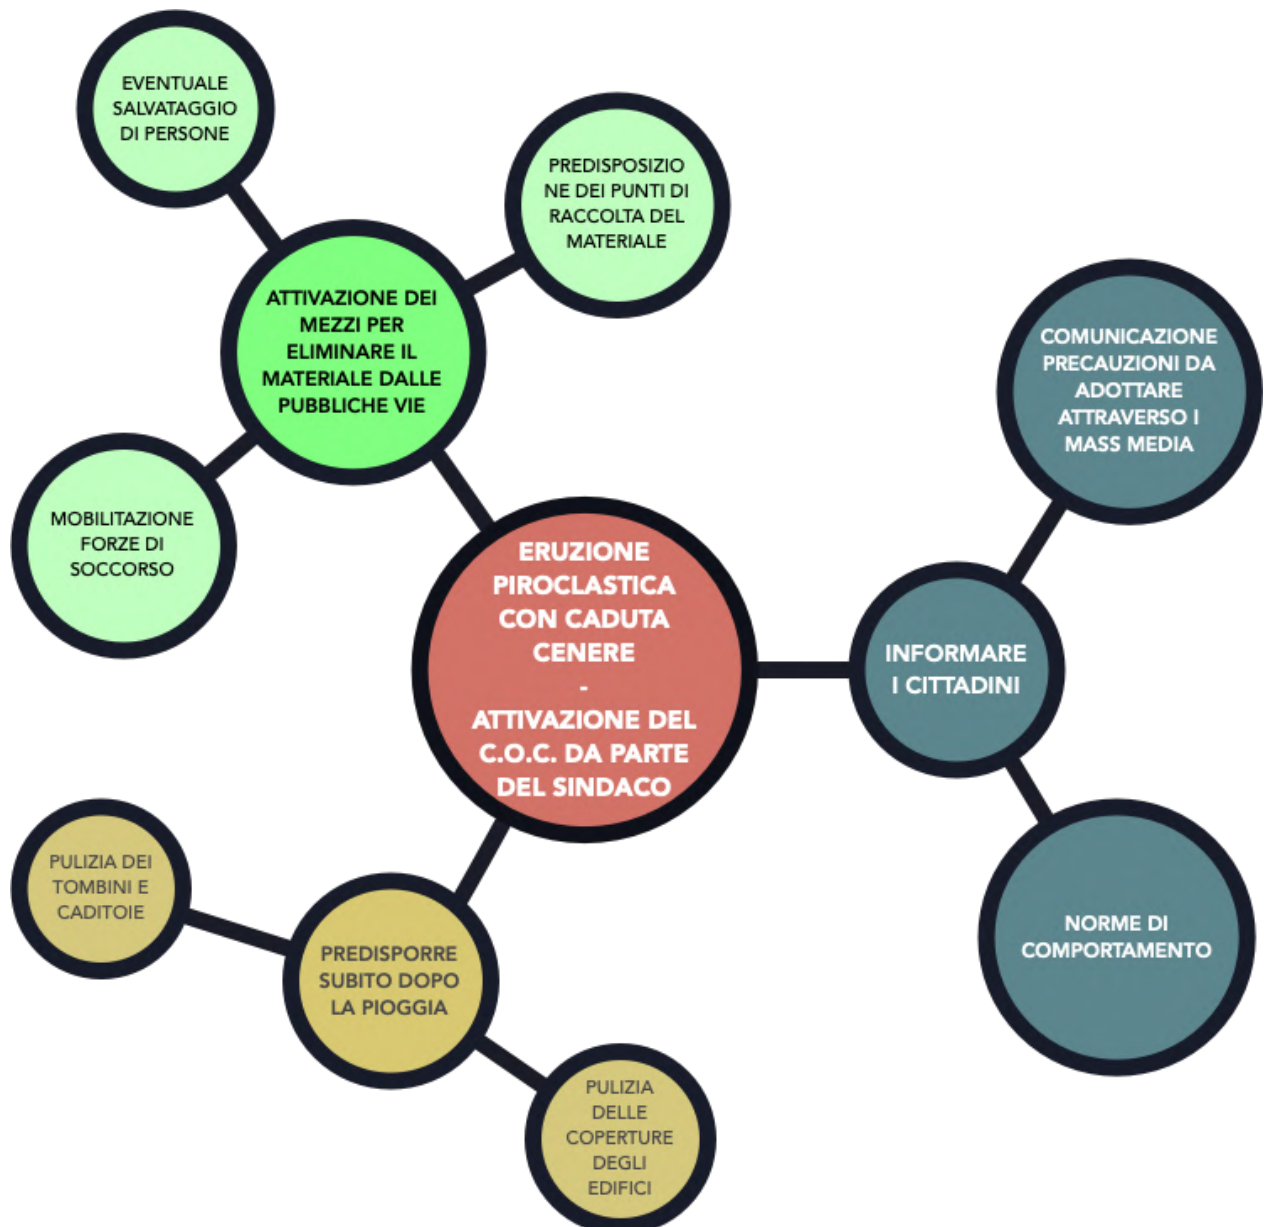 EVENTUALE
SALVATAGGIO
DI PERSONE
PREDISPOSIZIO
NE DEI PUNTI DI
RACCOLTA DEL
MATERIALE
ATTIVAZIONE DEI
MEZZI PER
ELIMINARE IL
MATERIALE DALLE
PUBBLICHE VIE
MOBILITAZIONE
FORZE DI
SOCCORSO
COMUNICAZIONE
PRECAUZIONI DA
ADOTTARE
ATTRAVERSO I
MASS MEDIA
ERUZIONE
PIROCLASTICA
CON CADUTA
CENERE
-
ATTIVAZIONE DEL
C.O.C. DA PARTE
DEL SINDACO
INFORMARE
I CITTADINI
PULIZIA DEI
TOMBINI E
CADITOIE
PREDISPORRE
SUBITO DOPO
LA PIOGGIA
NORME DI
COMPORTAMENTO
PULIZIA
DELLE
COPERTURE
DEGLI
EDIFICI